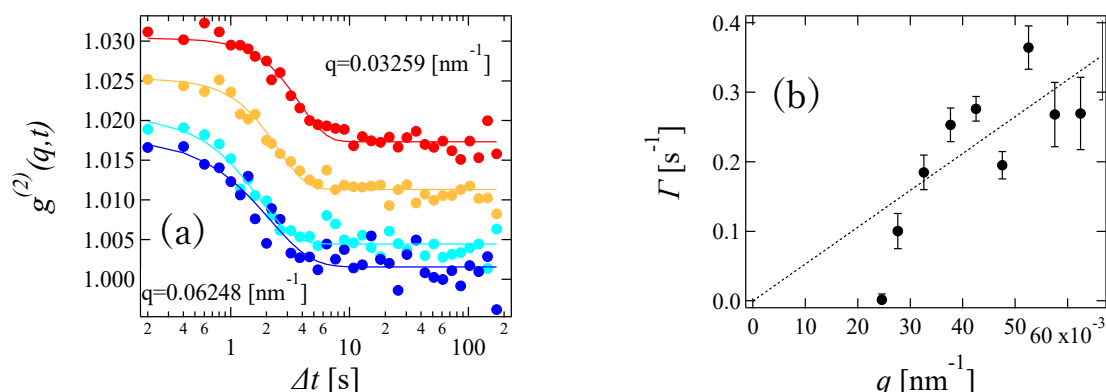 g(2)(q,t)
1.030
1.025
1.020
1.015
1.010
1.005
1.000
q=0.03259 [nm-1]
(a)
q=0.06248 [nm-1]
2 4 6 2 4 6 2 4 6 2
1 10 100
Δt [s]
Γ [s-1]
0.4
0.3
0.2
0.1
0.0
(b)
0 10 20 30 40 50 60 x10-3
q [nm-1]